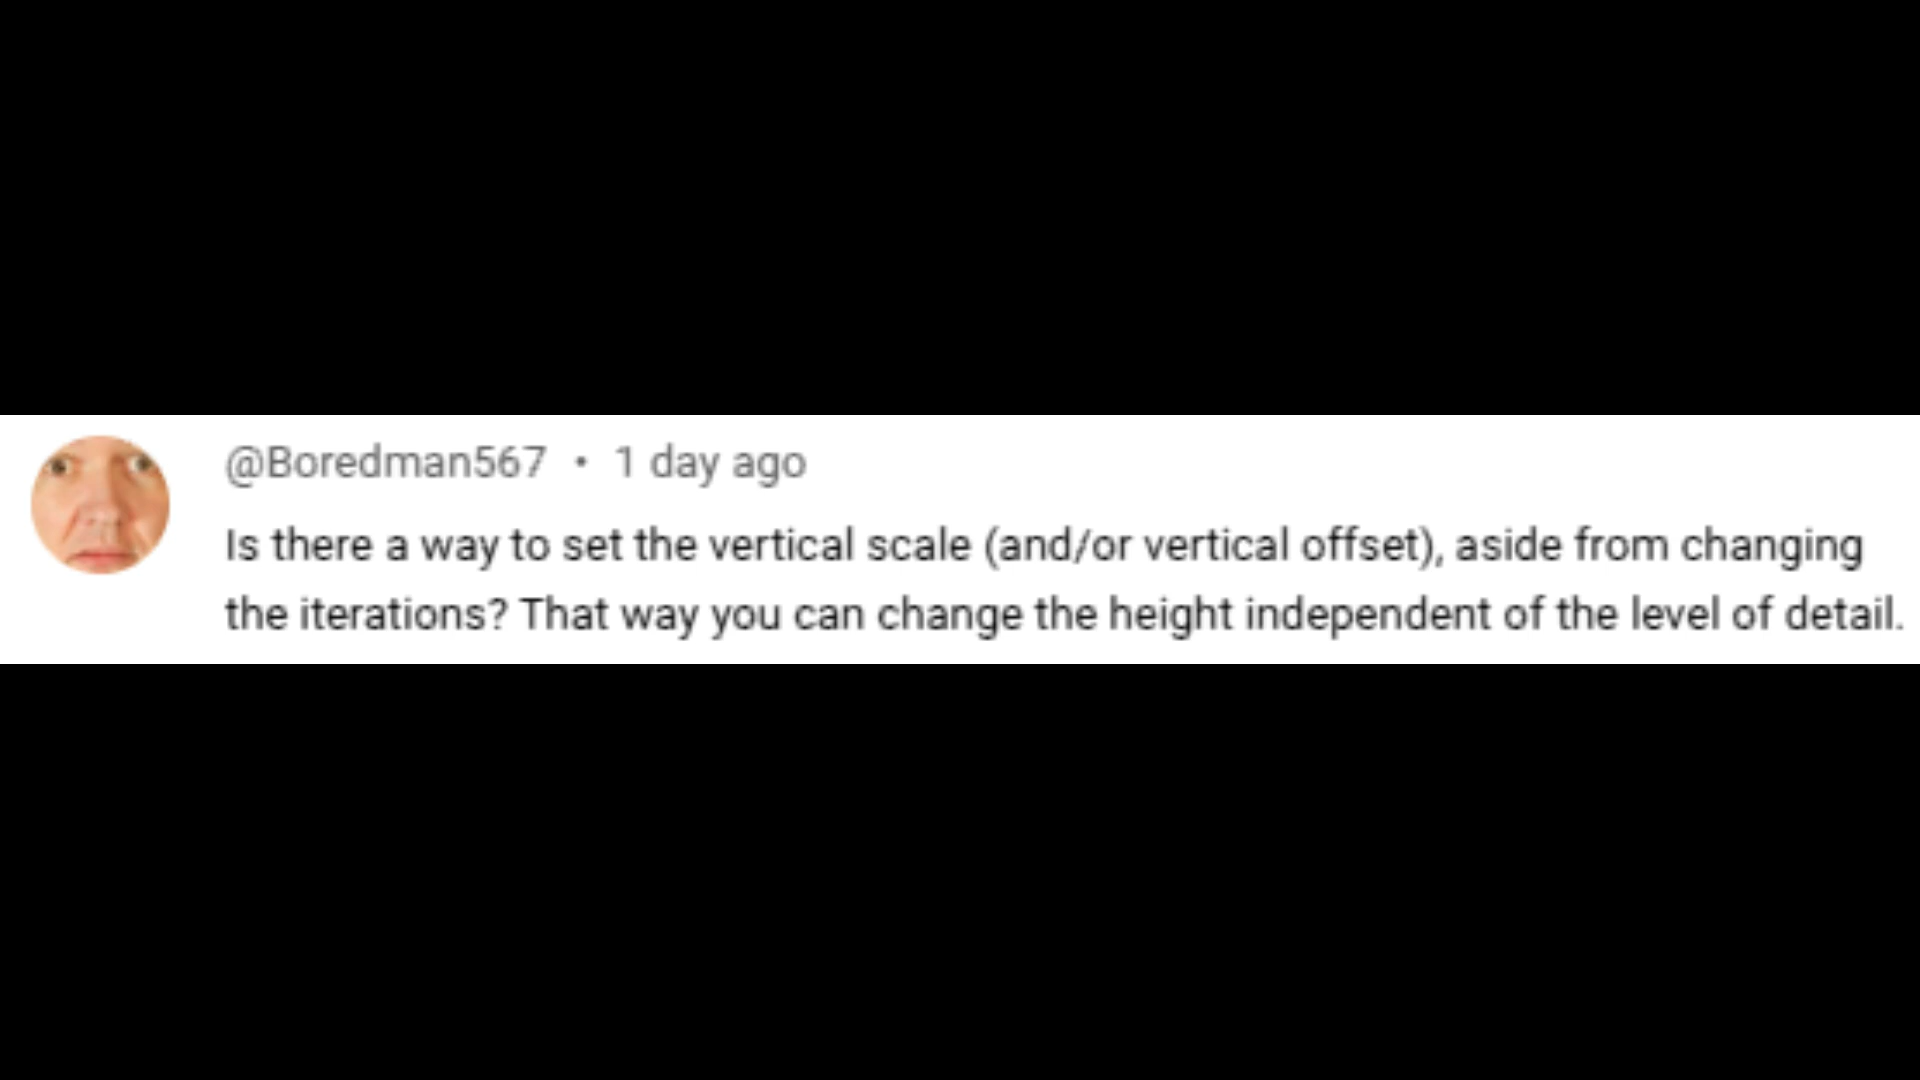 @Boredman567 • 1 day ago
Is there a way to set the vertical scale (and/or vertical offset), aside from changing
the iterations? That way you can change the height independent of the level of detail.